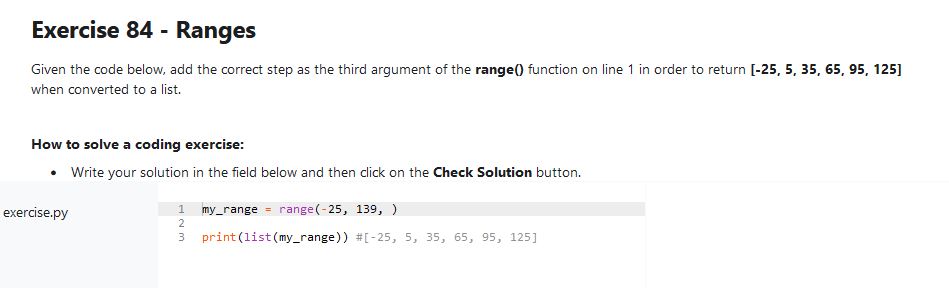 Exercise 84 - Ranges
Given the code below, add the correct step as the third argument of the range() function on line 1 in order to return [-25, 5, 35, 65, 95, 125]
when converted to a list.
How to solve a coding exercise:
• Write your solution in the field below and then click on the Check Solution button.
exercise.py
1 my_range = range(-25, 139, )
2
3 print(list(my_range)) #[-25, 5, 35, 65, 95, 125]